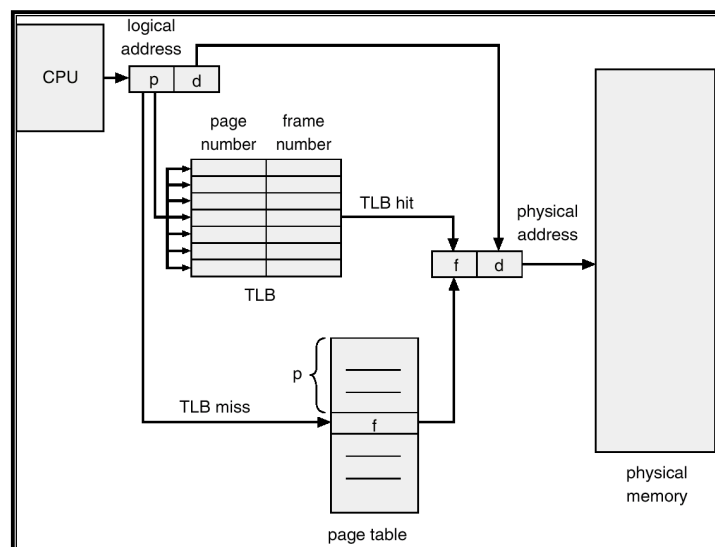 logical
address
CPU
p d
page frame
number number
TLB hit
physical
address
f d
TLB
p
TLB miss
f
physical
memory
page table